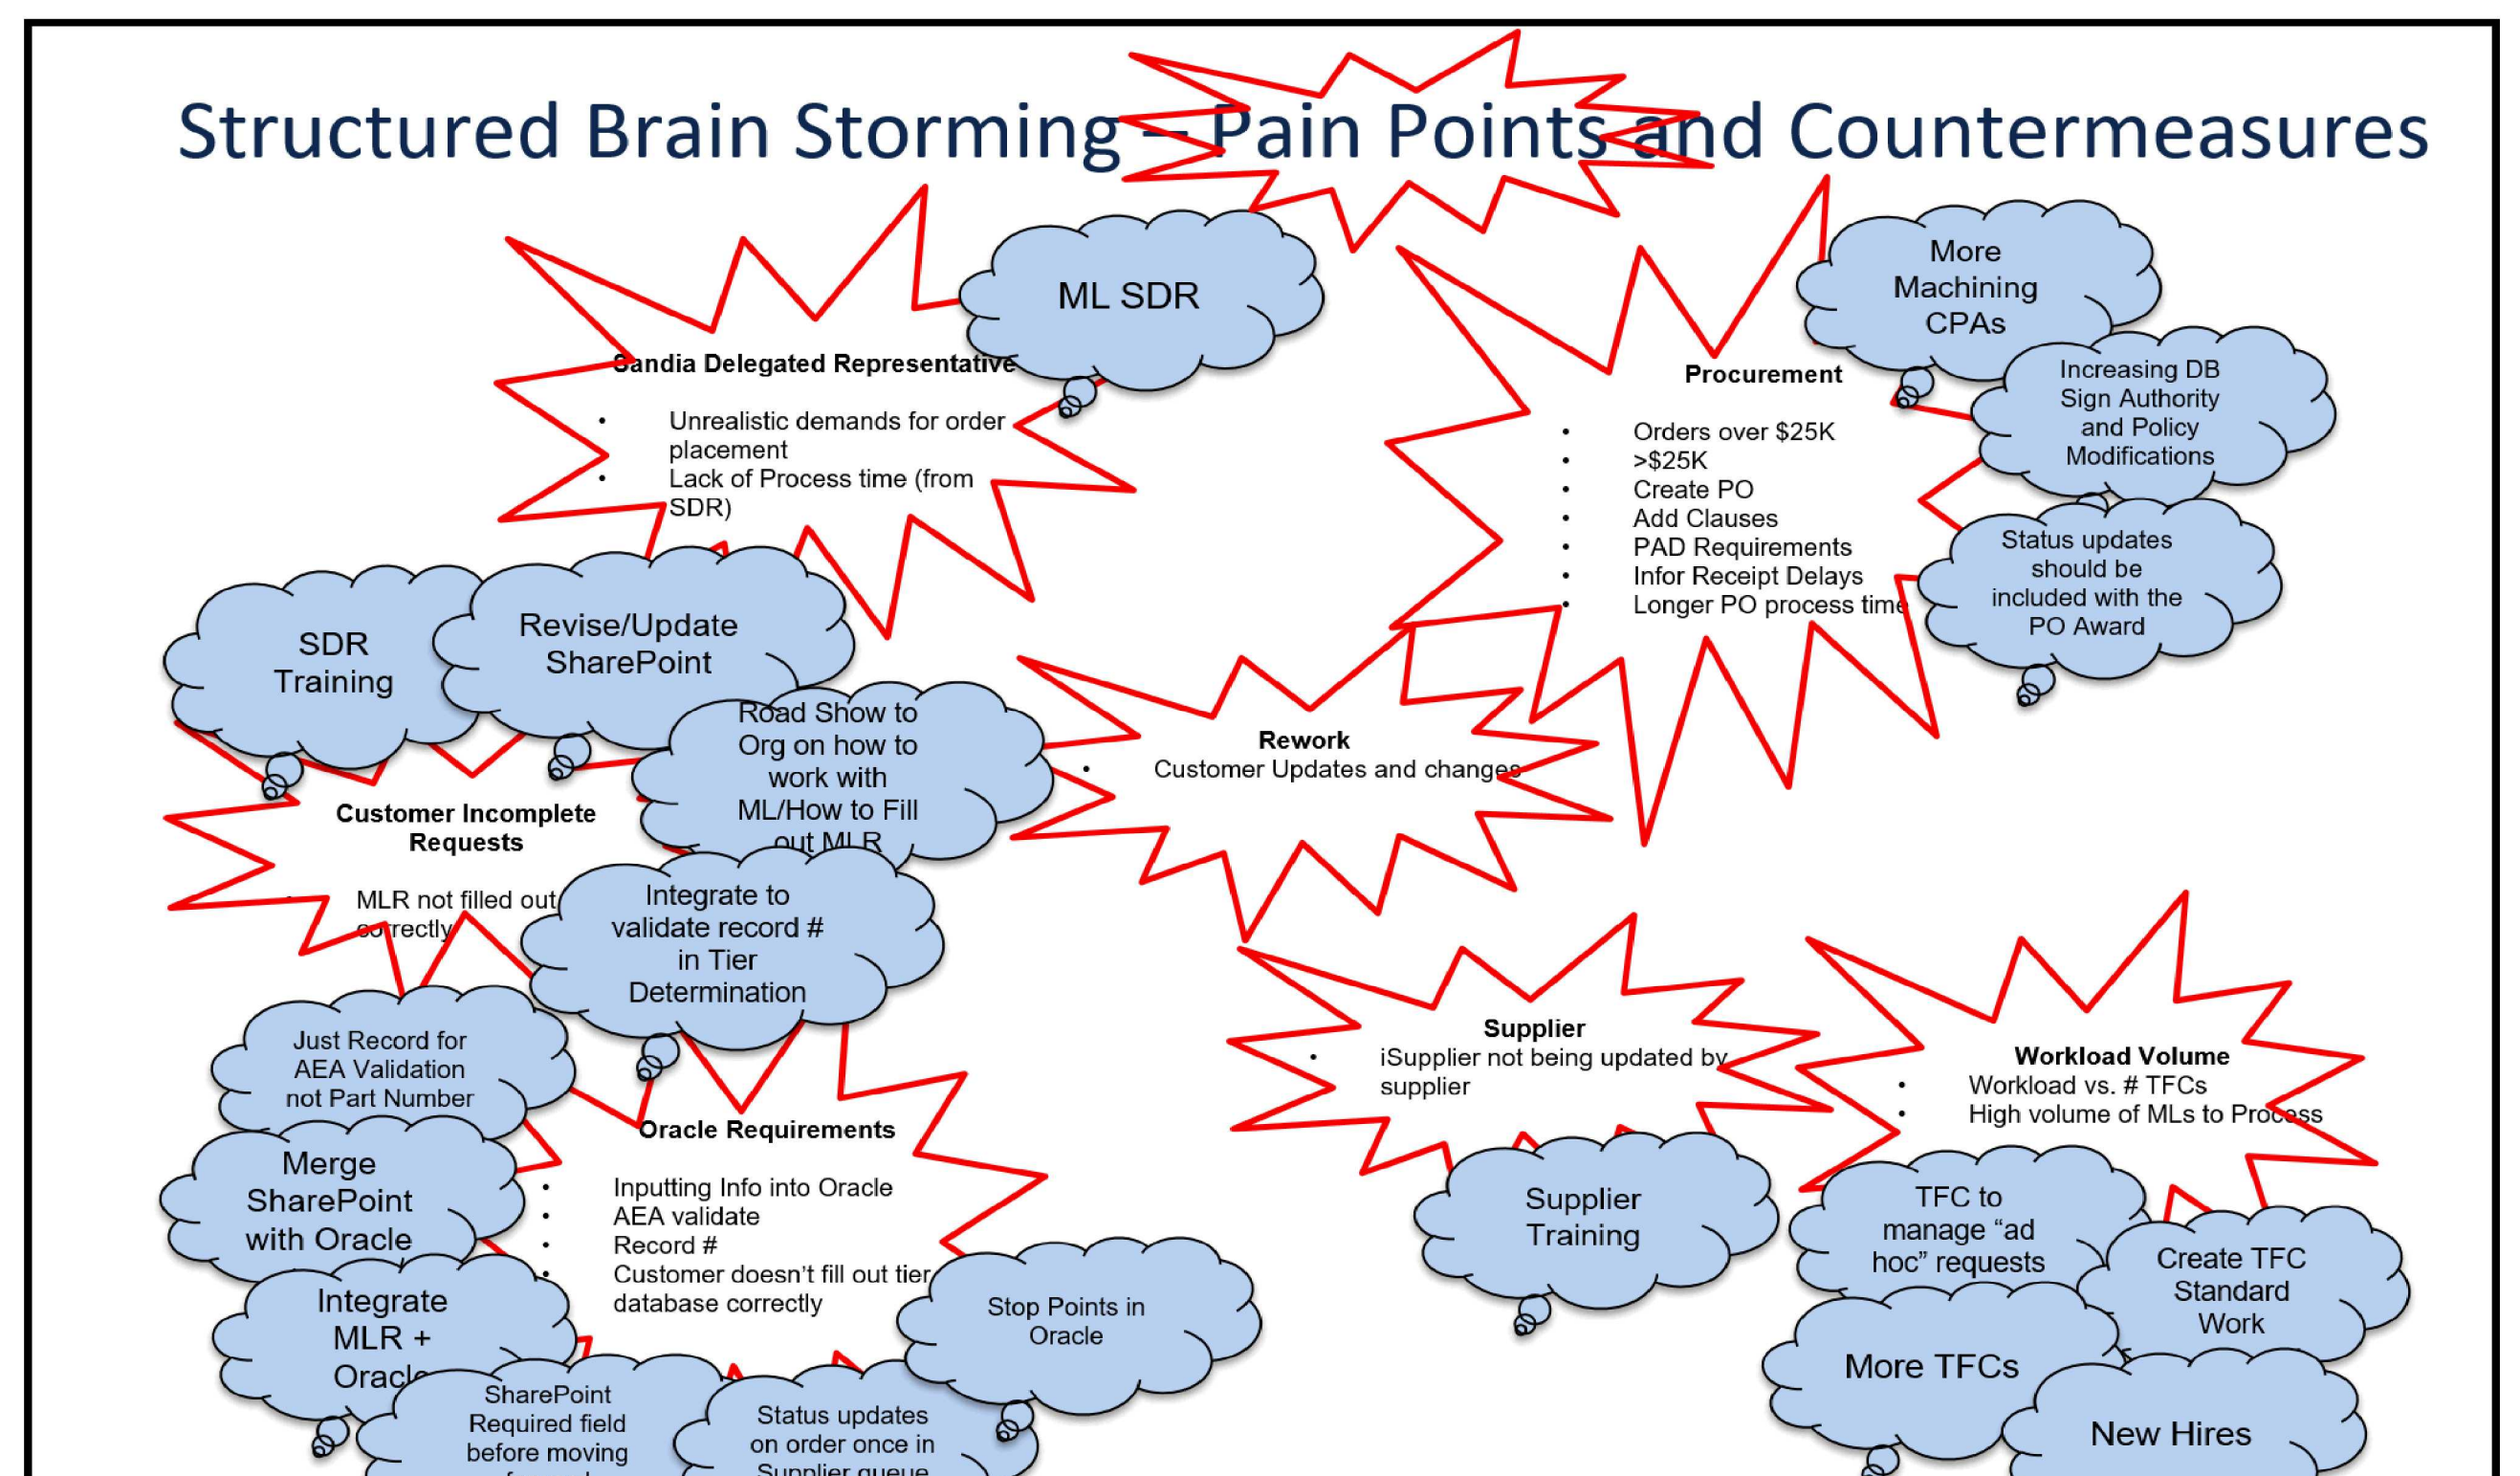 Structured Brain Storming – Pain Points and Countermeasures
ML SDR
More
Machining
CPAs
Sandia Delegated Representative
• Unrealistic demands for order
placement
• Lack of Process time (from
SDR)
Procurement
• Orders over $25K
• >$25K
• Create PO
• Add Clauses
• PAD Requirements
• Infor Receipt Delays
• Longer PO process time
Increasing DB
Sign Authority
and Policy
Modifications
Status updates
should be
included with the
PO Award
SDR
Training
Revise/Update
SharePoint
Road Show to
Org on how to
work with
ML/How to Fill
out MLR
Rework
• Customer Updates and changes
Customer Incomplete
Requests
• MLR not filled out
correctly
Integrate to
validate record #
in Tier
Determination
Just Record for
AEA Validation
not Part Number
Merge
SharePoint
with Oracle
Integrate
MLR +
Oracle
Oracle Requirements
• Inputting Info into Oracle
• AEA validate
• Record #
• Customer doesn’t fill out tier
database correctly
Stop Points in
Oracle
SharePoint
Required field
before moving
Status updates
on order once in
Supplier queue
Supplier
• iSupplier not being updated by
supplier
Supplier
Training
Workload Volume
• Workload vs. # TFCs
• High volume of MLs to Process
TFC to
manage “ad
hoc” requests
Create TFC
Standard
Work
More TFCs
New Hires